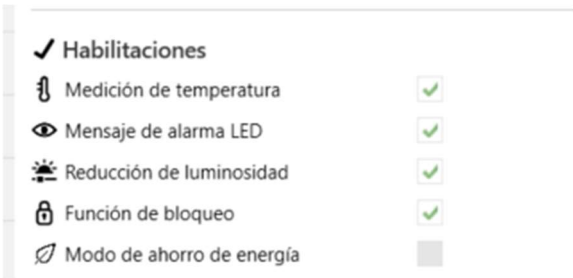 Habilitaciones
Medición de temperatura
Mensaje de alarma LED
Reducción de luminosidad
Función de bloqueo
Modo de ahorro de energía